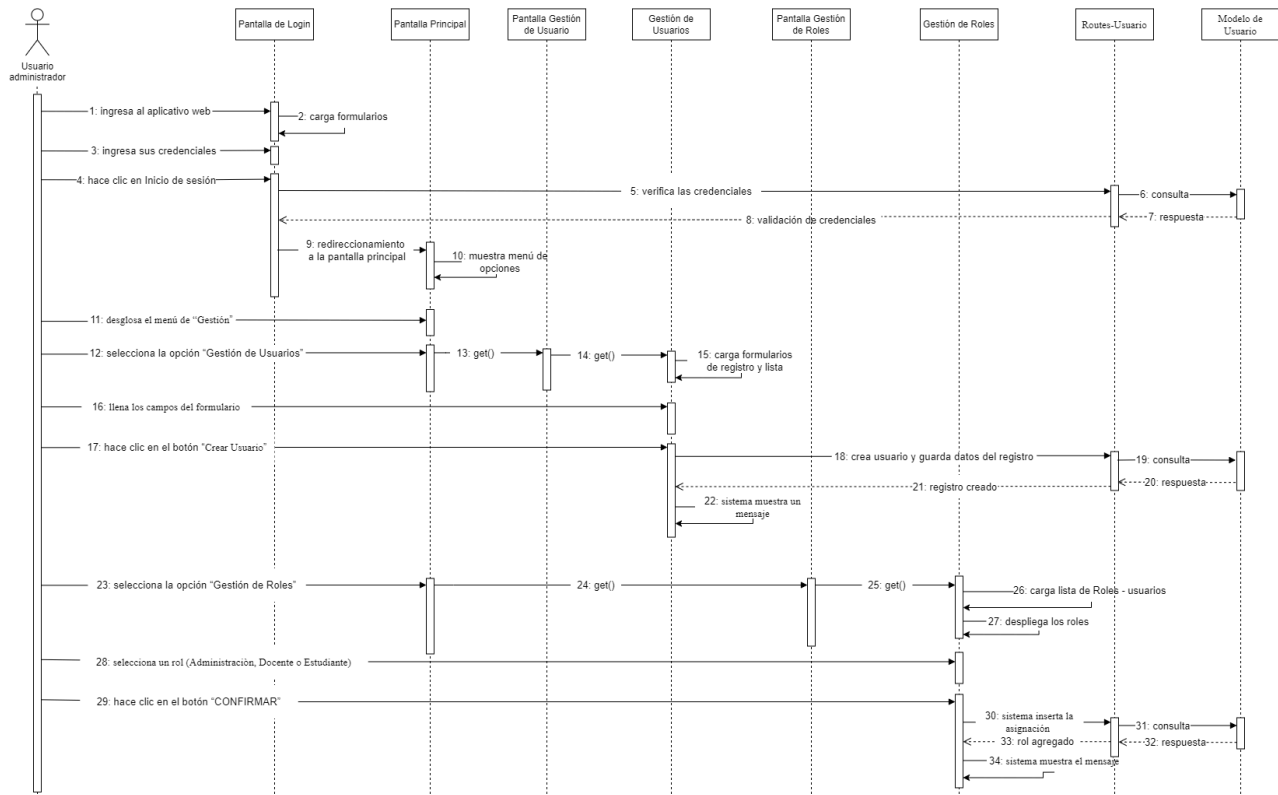 Pantalla de Login
Pantalla Principal
Pantalla Gestión
de Usuario
Gestión de
Usuarios
Pantalla Gestión
de Roles
Gestión de Roles
Routes-Usuario
Modelo de
Usuario
Usuario
administrador
1: ingresa al aplicativo web
2: carga formularios
3: ingresa sus credenciales
4: hace clic en Inicio de sesión
5: verifica las credenciales
6: consulta
7: respuesta
8: validación de credenciales
9: redireccionamiento
a la pantalla principal
10: muestra menú de
opciones
11: desglosa el menú de “Gestión”
12: selecciona la opción “Gestión de Usuarios”
13: get()
14: get()
15: carga formularios
de registro y lista
16: llena los campos del formulario
17: hace clic en el botón “Crear Usuario”
18: crea usuario y guarda datos del registro
19: consulta
20: respuesta
21: registro creado
22: sistema muestra un
mensaje
23: selecciona la opción “Gestión de Roles”
24: get()
25: get()
26: carga lista de Roles - usuarios
27: despliega los roles
28: selecciona un rol (Administraciòn, Docente o Estudiante)
29: hace clic en el botón “CONFIRMAR”
30: sistema inserta la
asignación
31: consulta
32: respuesta
33: rol agregado
34: sistema muestra el mensaje